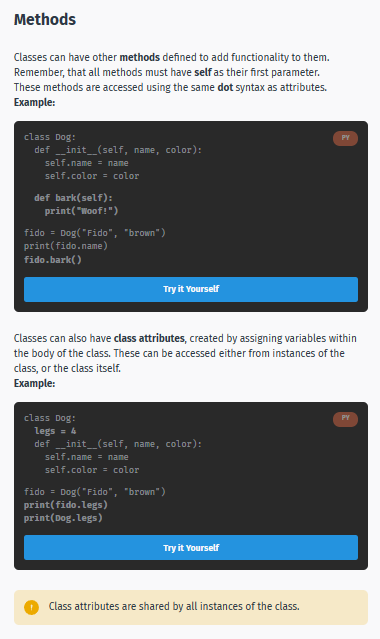 Methods
Classes can have other methods defined to add functionality to them.
Remember, that all methods must have self as their first parameter.
These methods are accessed using the same dot syntax as attributes.
Example:
PY
class Dog:
  def __init__(self, name, color):
    self.name = name
    self.color = color
  def bark(self):
    print("Woof!")
fido = Dog("Fido", "brown")
print(fido.name)
fido.bark()
Try it Yourself
Classes can also have class attributes, created by assigning variables within
the body of the class. These can be accessed either from instances of the
class, or the class itself.
Example:
PY
class Dog:
  legs = 4
  def __init__(self, name, color):
    self.name = name
    self.color = color
fido = Dog("Fido", "brown")
print(fido.legs)
print(Dog.legs)
Try it Yourself
! Class attributes are shared by all instances of the class.